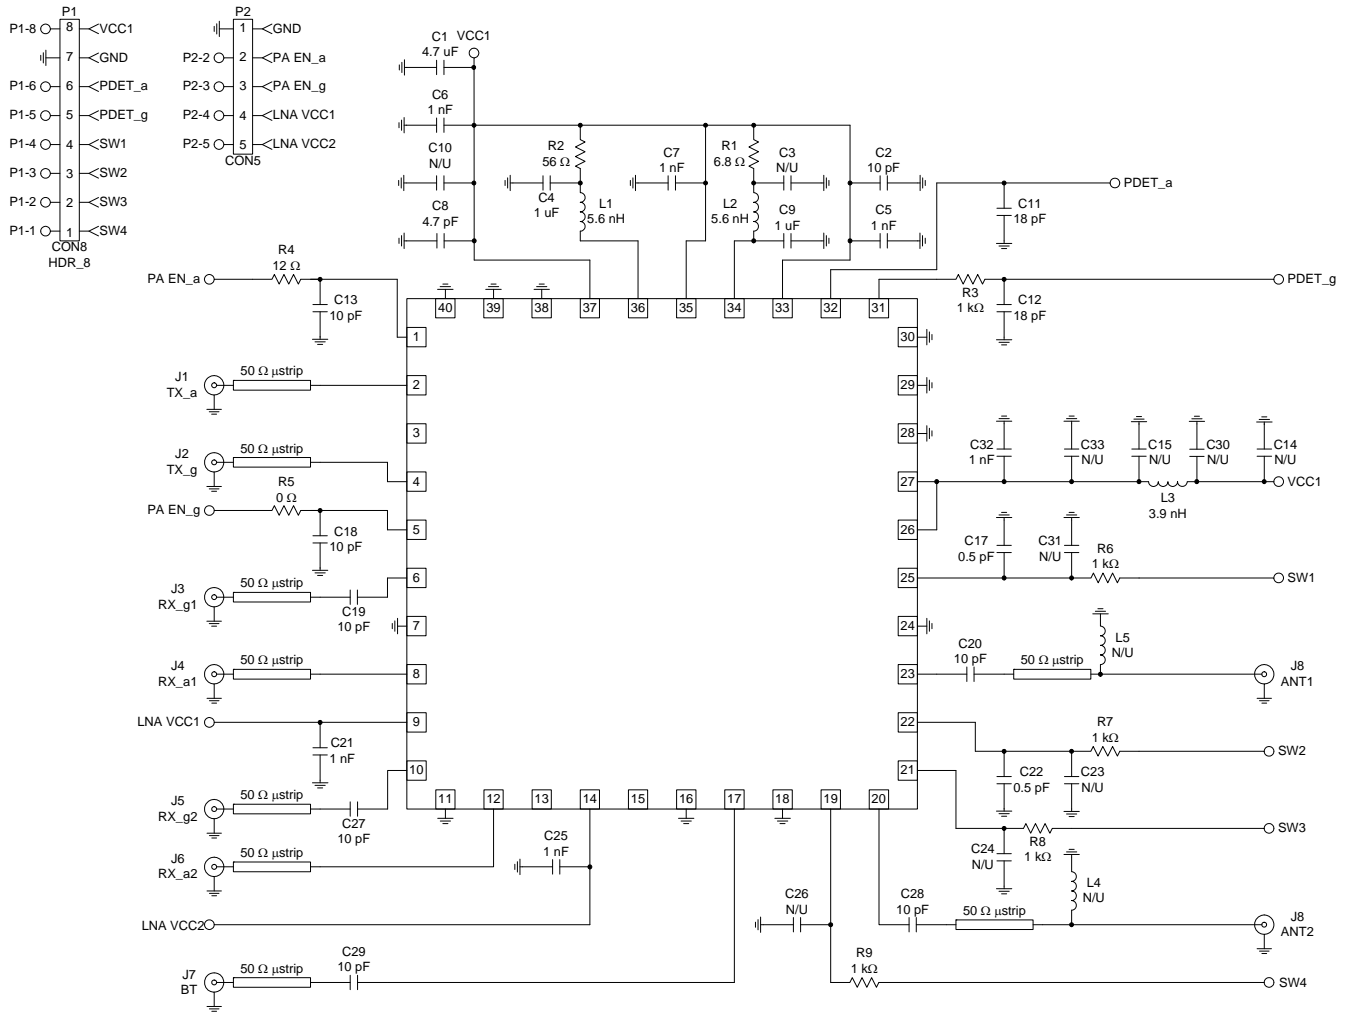 P1
P1-8 8 VCC1
7 GND
P1-6 6 PDET_a
P1-5 5 PDET_g
P1-4 4 SW1
P1-3 3 SW2
P1-2 2 SW3
P1-1 1 SW4
CON8
HDR_8
P2
1 GND
P2-2 2 PA EN_a
P2-3 3 PA EN_g
P2-4 4 LNA VCC1
P2-5 5 LNA VCC2
CON5
C1
4.7 uF
VCC1
C6
1 nF
C10
N/U
C8
4.7 pF
R2
56 Ω
C4
1 uF
L1
5.6 nH
C7
1 nF
R1
6.8 Ω
L2
5.6 nH
C3
N/U
C9
1 uF
C2
10 pF
C5
1 nF
PDET_a
C11
18 pF
PDET_g
R3
1 kΩ
C12
18 pF
PA EN_a
R4
12 Ω
C13
10 pF
40 39 38 37 36 35 34 33 32 31
1
2
3
4
5
6
7
8
9
10
30
29
28
27
26
25
24
23
22
21
11 12 13 14 15 16 17 18 19 20
J1
TX_a
50 Ω μstrip
J2
TX_g
50 Ω μstrip
PA EN_g
R5
0 Ω
C18
10 pF
J3
RX_g1
50 Ω μstrip
C19
10 pF
J4
RX_a1
50 Ω μstrip
LNA VCC1
C21
1 nF
J5
RX_g2
50 Ω μstrip
C27
10 pF
J6
RX_a2
50 Ω μstrip
C25
1 nF
LNA VCC2
J7
BT
50 Ω μstrip
C29
10 pF
C32
1 nF
C33
N/U
C15
N/U
C30
N/U
C14
N/U
VCC1
L3
3.9 nH
C17
0.5 pF
C31
N/U
R6
1 kΩ
SW1
C20
10 pF
50 Ω μstrip
L5
N/U
J8
ANT1
R7
1 kΩ
SW2
C22
0.5 pF
C23
N/U
SW3
R8
1 kΩ
C24
N/U
C26
N/U
C28
10 pF
50 Ω μstrip
L4
N/U
J8
ANT2
R9
1 kΩ
SW4